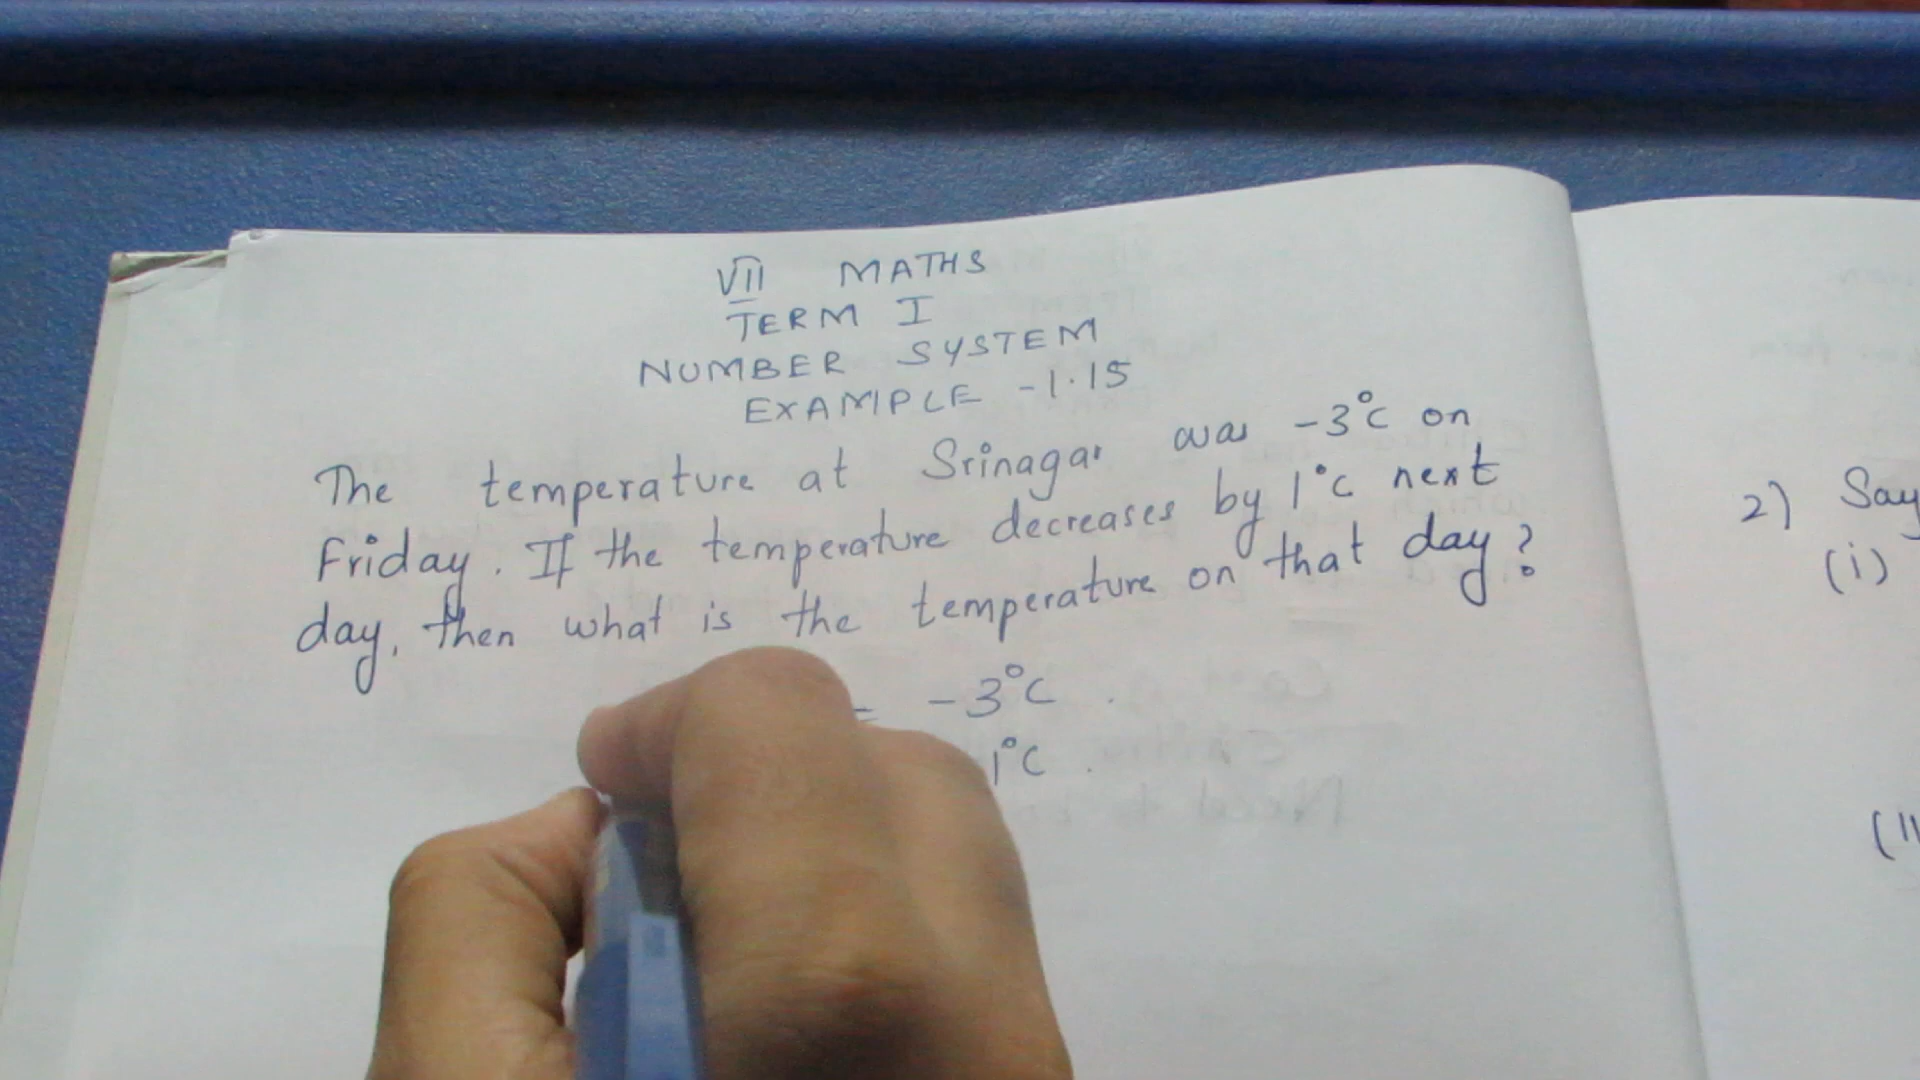 VII MATHS
TERM I
NUMBER SYSTEM
EXAMPLE - 1.15
The temperature at Srinagar was -3°C on
Friday. If the temperature decreases by 1°C next
day, then what is the temperature on that day?
= -3°C.
1°C.
2) Say
(i)
(ii